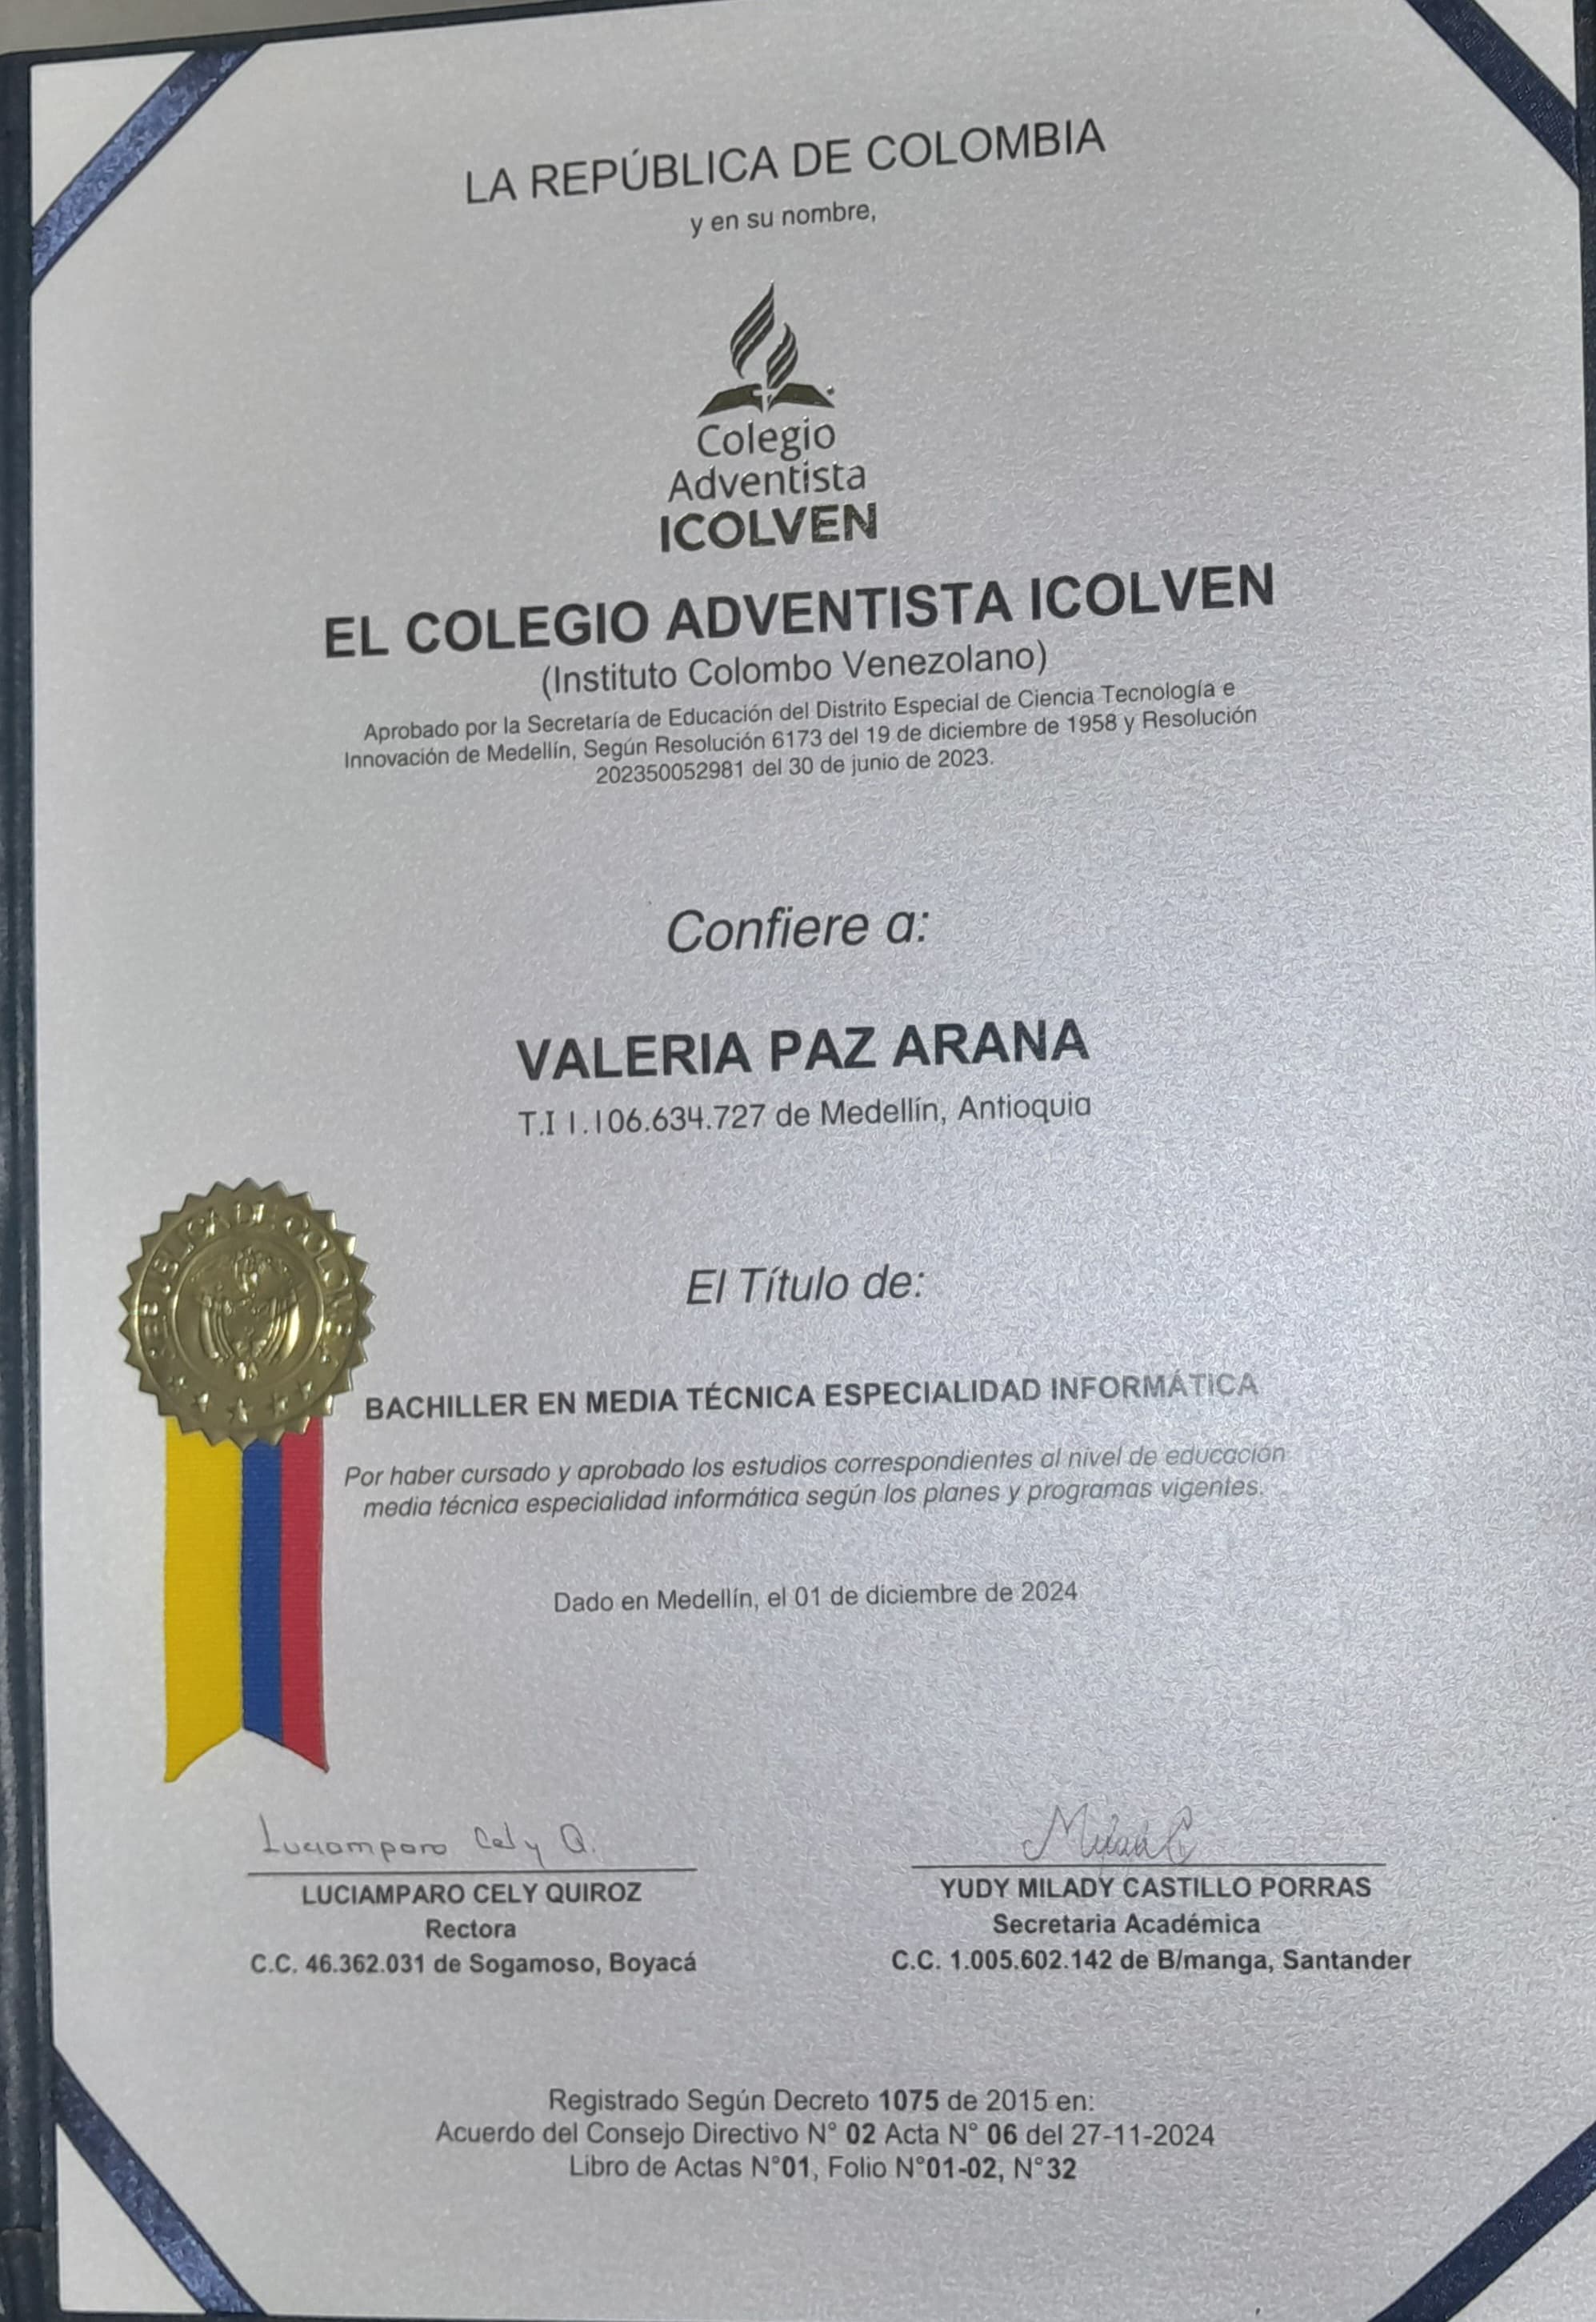 LA REPÚBLICA DE COLOMBIA
y en su nombre,
Colegio
Adventista
ICOLVEN
EL COLEGIO ADVENTISTA ICOLVEN
(Instituto Colombo Venezolano)
Aprobado por la Secretaría de Educación del Distrito Especial de Ciencia Tecnología e
Innovación de Medellín, Según Resolución 6173 del 19 de diciembre de 1958 y Resolución
202350052981 del 30 de junio de 2023.
Confiere a:
VALERIA PAZ ARANA
T.I 1.106.634.727 de Medellín, Antioquia
El Título de:
REPUBLICA DE COLOMBIA
BACHILLER EN MEDIA TÉCNICA ESPECIALIDAD INFORMÁTICA
Por haber cursado y aprobado los estudios correspondientes al nivel de educación
media técnica especialidad informática según los planes y programas vigentes.
Dado en Medellín, el 01 de diciembre de 2024
Luciamparo Cely Q.
LUCIAMPARO CELY QUIROZ
Rectora
C.C. 46.362.031 de Sogamoso, Boyacá
YUDY MILADY CASTILLO PORRAS
Secretaria Académica
C.C. 1.005.602.142 de B/manga, Santander
Registrado Según Decreto 1075 de 2015 en:
Acuerdo del Consejo Directivo N° 02 Acta N° 06 del 27-11-2024
Libro de Actas N°01, Folio N°01-02, N°32